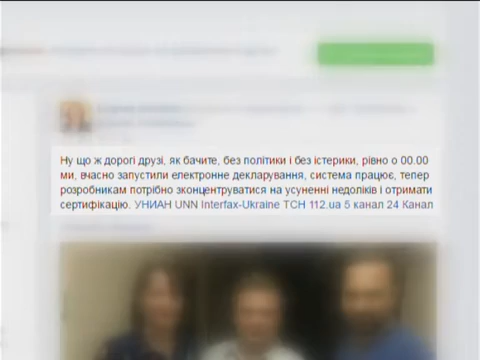 Ну що ж дорогі друзі, як бачите, без політики і без істерики, рівно о 00.00
ми, вчасно запустили електронне декларування, система працює, тепер
розробникам потрібно зконцентруватися на усуненні недоліків і отримати
сертифікацію. УНИАН UNN Interfax-Ukraine ТСН 112.ua 5 канал 24 Канал